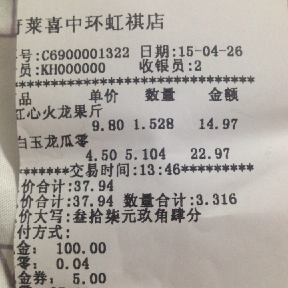 莱喜中环虹祺店
号:C6900001322 日期:15-04-26
员:KH000000 收银员:2
品 单价 数量 金额
红心火龙果斤
9.80 1.528 14.97
白玉龙瓜零
4.50 5.104 22.97
*******交易时间:13:46*********
价合计:37.94
价合计:37.94 数量合计:3.316
价大写:叁拾柒元玖角肆分
付方式:
金: 100.00
零: 0.04
金券: 5.00